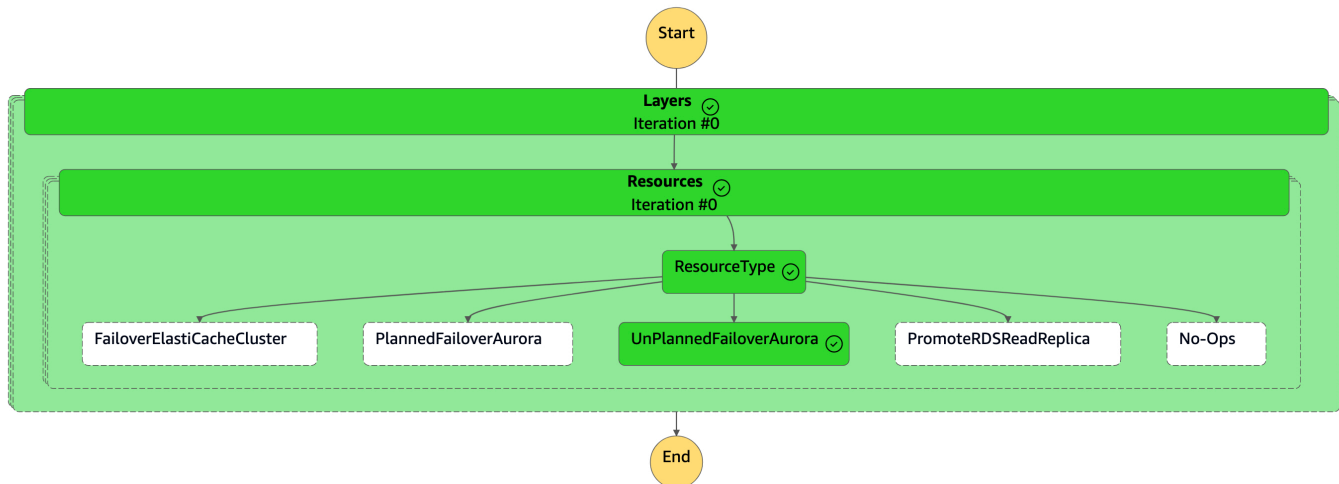 Start
Layers
Iteration #0
Resources
Iteration #0
ResourceType
FailoverElastiCacheCluster
PlannedFailoverAurora
UnPlannedFailoverAurora
PromoteRDSReadReplica
No-Ops
End